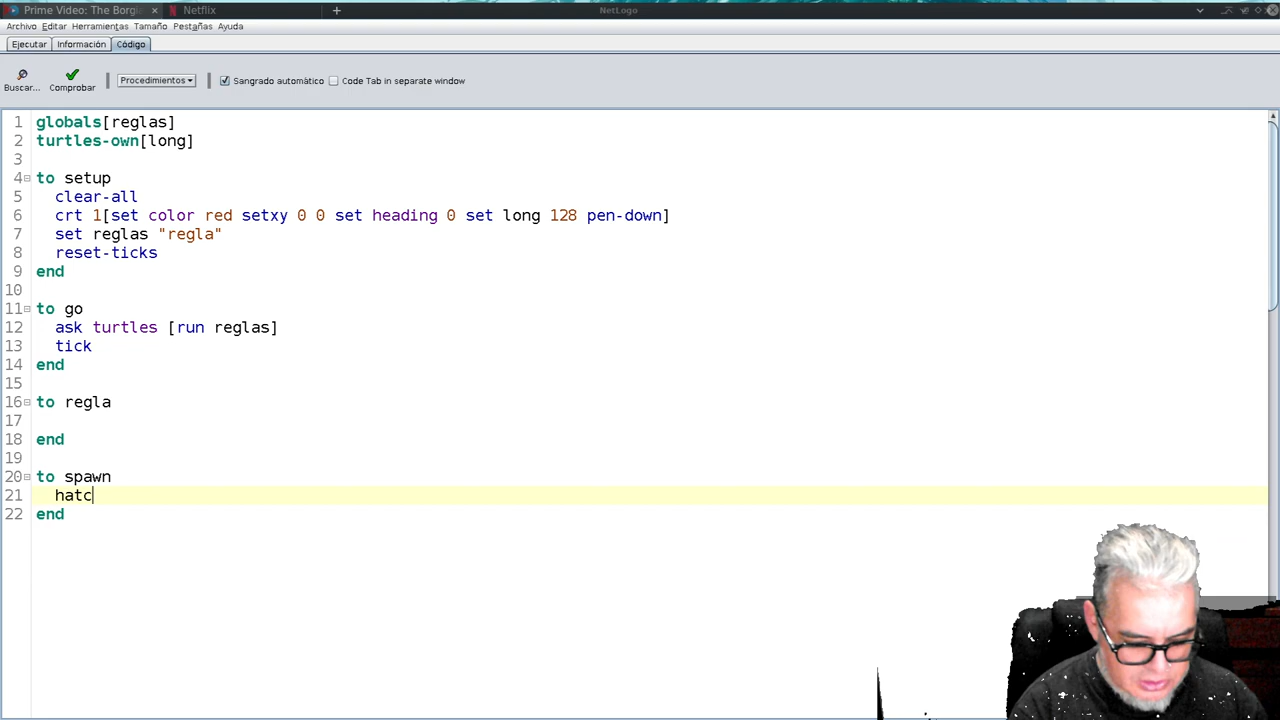 Prime Video: The Borgi × Netflix + NetLogo
Archivo Editar Herramientas Tamaño Pestañas Ayuda
Ejecutar Información Código
Buscar... Comprobar Procedimientos Sangrado automático Code Tab in separate window
1 globals[reglas]
2 turtles-own[long]
3
4 to setup
5 clear-all
6 crt 1[set color red setxy 0 0 set heading 0 set long 128 pen-down]
7 set reglas "regla"
8 reset-ticks
9 end
10
11 to go
12 ask turtles [run reglas]
13 tick
14 end
15
16 to regla
17
18 end
19
20 to spawn
21 hatc
22 end